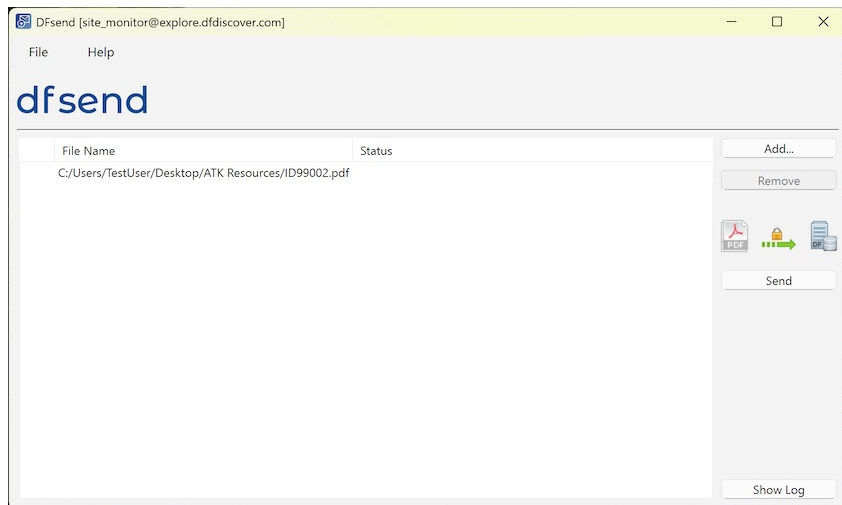 DFsend [site_monitor@explore.dfdiscover.com]
File Help
dfsend
File Name Status Add...
C:/Users/TestUser/Desktop/ATK Resources/ID99002.pdf Remove
PDF DF
Send
Show Log